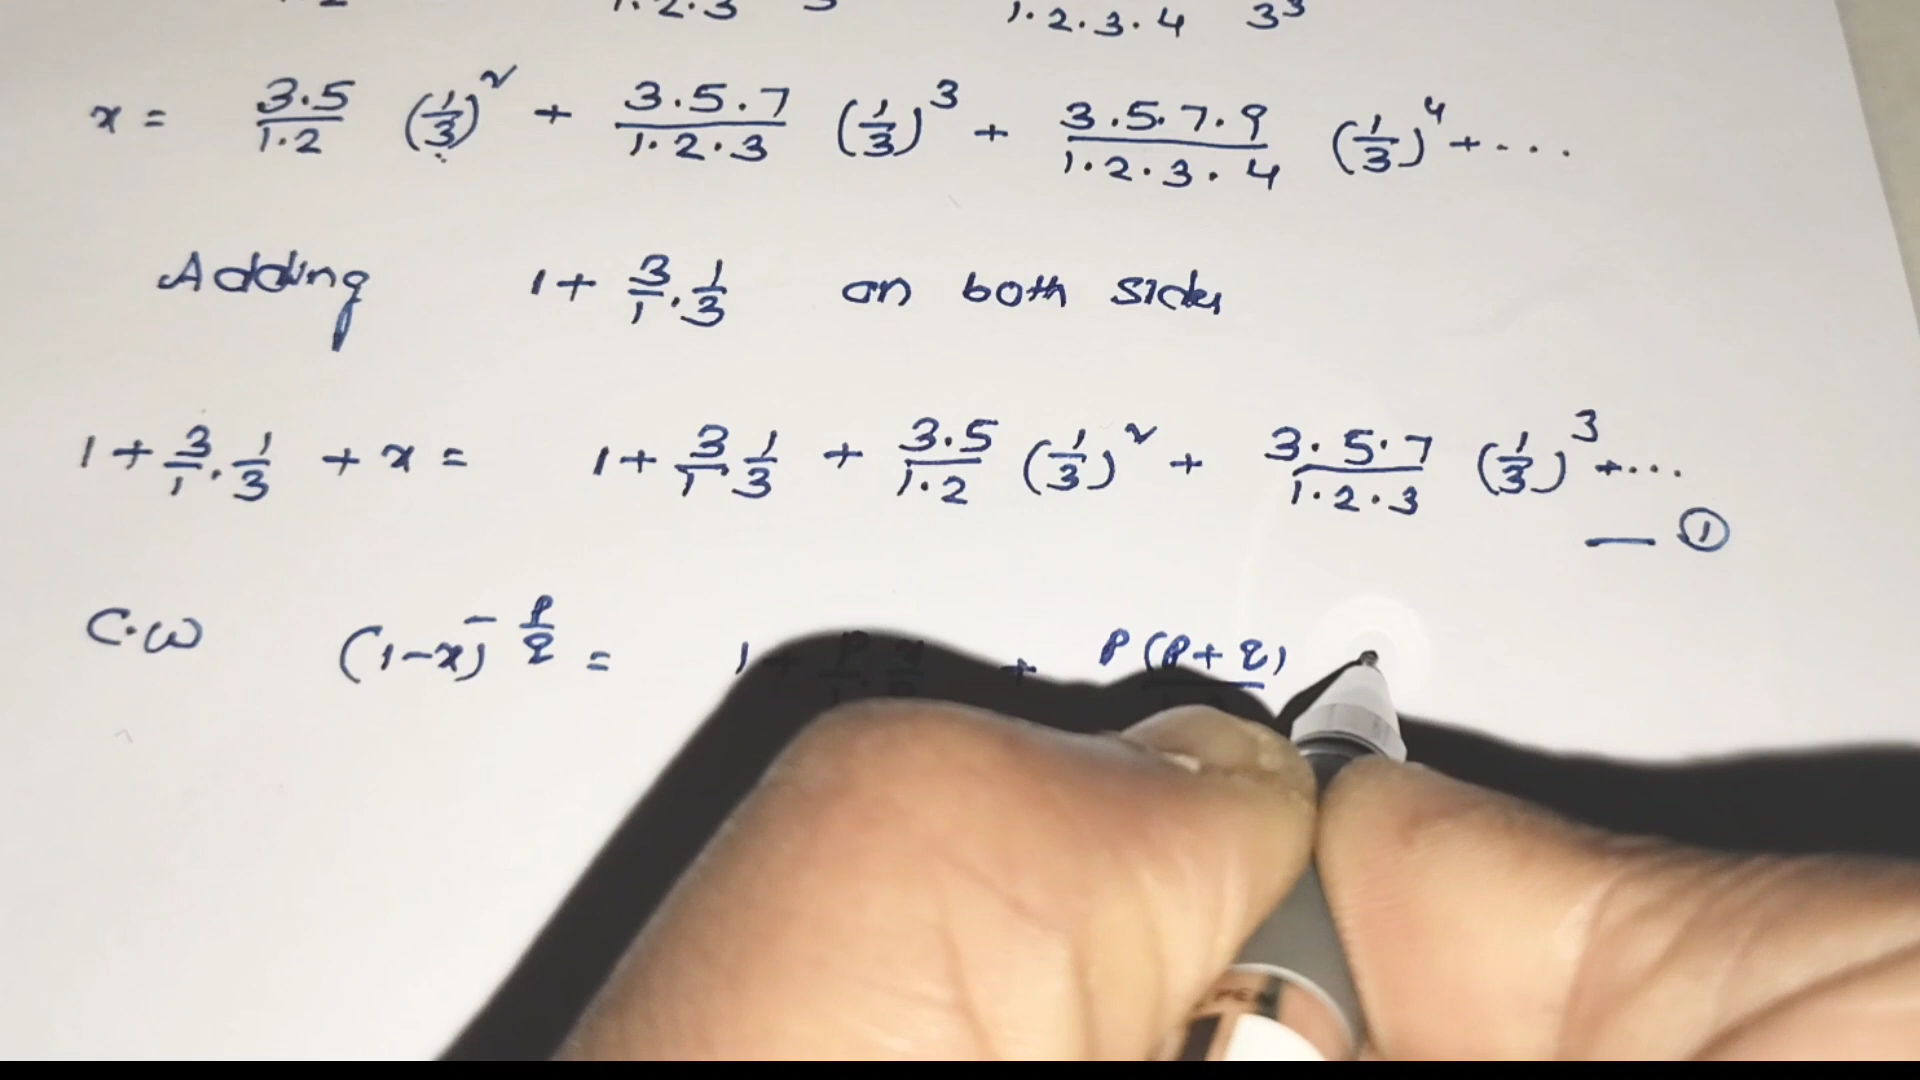 1.2.3 1.2.3.4 3³
x = 3.5/1.2 (1/3)² + 3.5.7/1.2.3 (1/3)³ + 3.5.7.9/1.2.3.4 (1/3)⁴ + ....
Adding 1 + 3/1 . 1/3 on both sides
1 + 3/1 . 1/3 + x = 1 + 3/1 . 1/3 + 3.5/1.2 (1/3)² + 3.5.7/1.2.3 (1/3)³ + ....
— ①
C.W (1-x)^-p/q = 1 + p/1 + p(p+q)
PEN